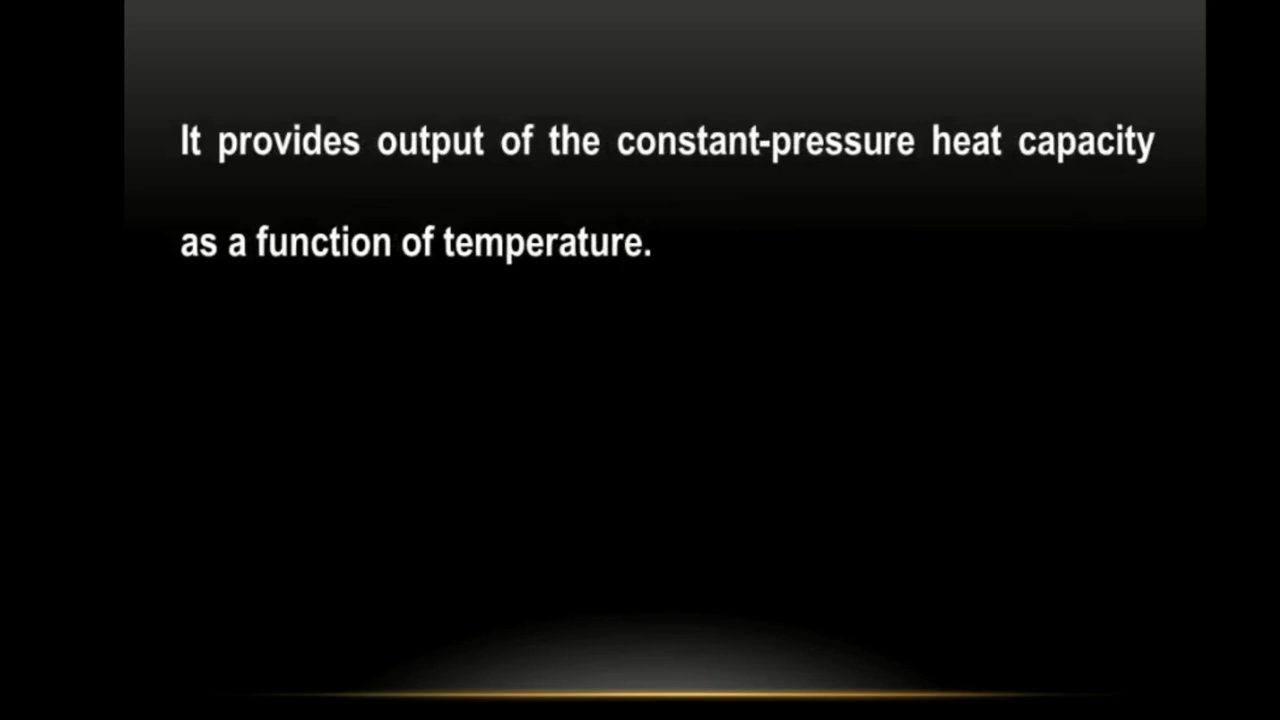 It provides output of the constant-pressure heat capacity
as a function of temperature.